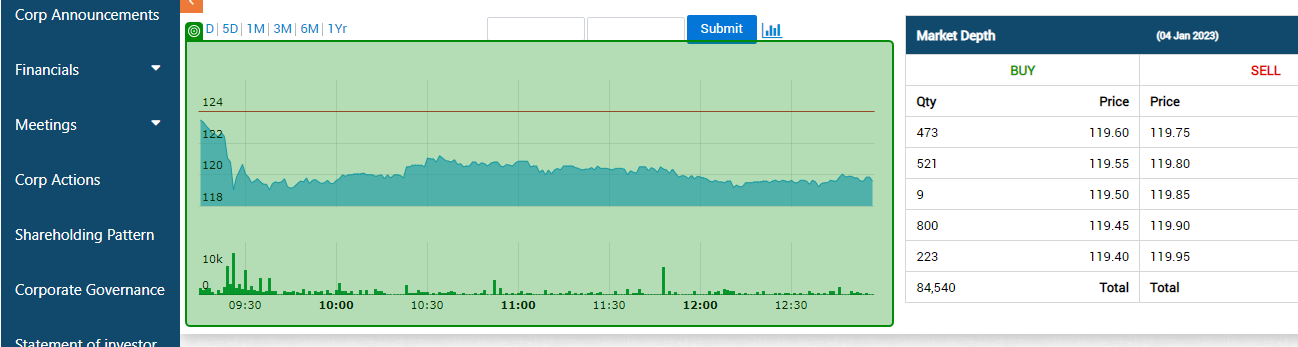 Corp Announcements
Financials
Meetings
Corp Actions
Shareholding Pattern
Corporate Governance
Statement of investor
D | 5D | 1M | 3M | 6M | 1Yr
Submit
124
122
120
118
10k
0
09:30 10:00 10:30 11:00 11:30 12:00 12:30
Market Depth (04 Jan 2023)
BUY SELL
Qty Price Price
473 119.60 119.75
521 119.55 119.80
9 119.50 119.85
800 119.45 119.90
223 119.40 119.95
84,540 Total Total